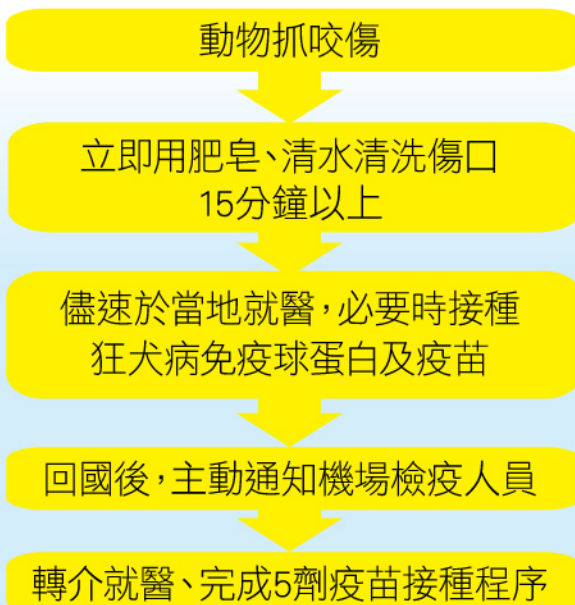 動物抓咬傷
立即用肥皂、清水清洗傷口
15分鐘以上
儘速於當地就醫，必要時接種
狂犬病免疫球蛋白及疫苗
回國後，主動通知機場檢疫人員
轉介就醫、完成5劑疫苗接種程序